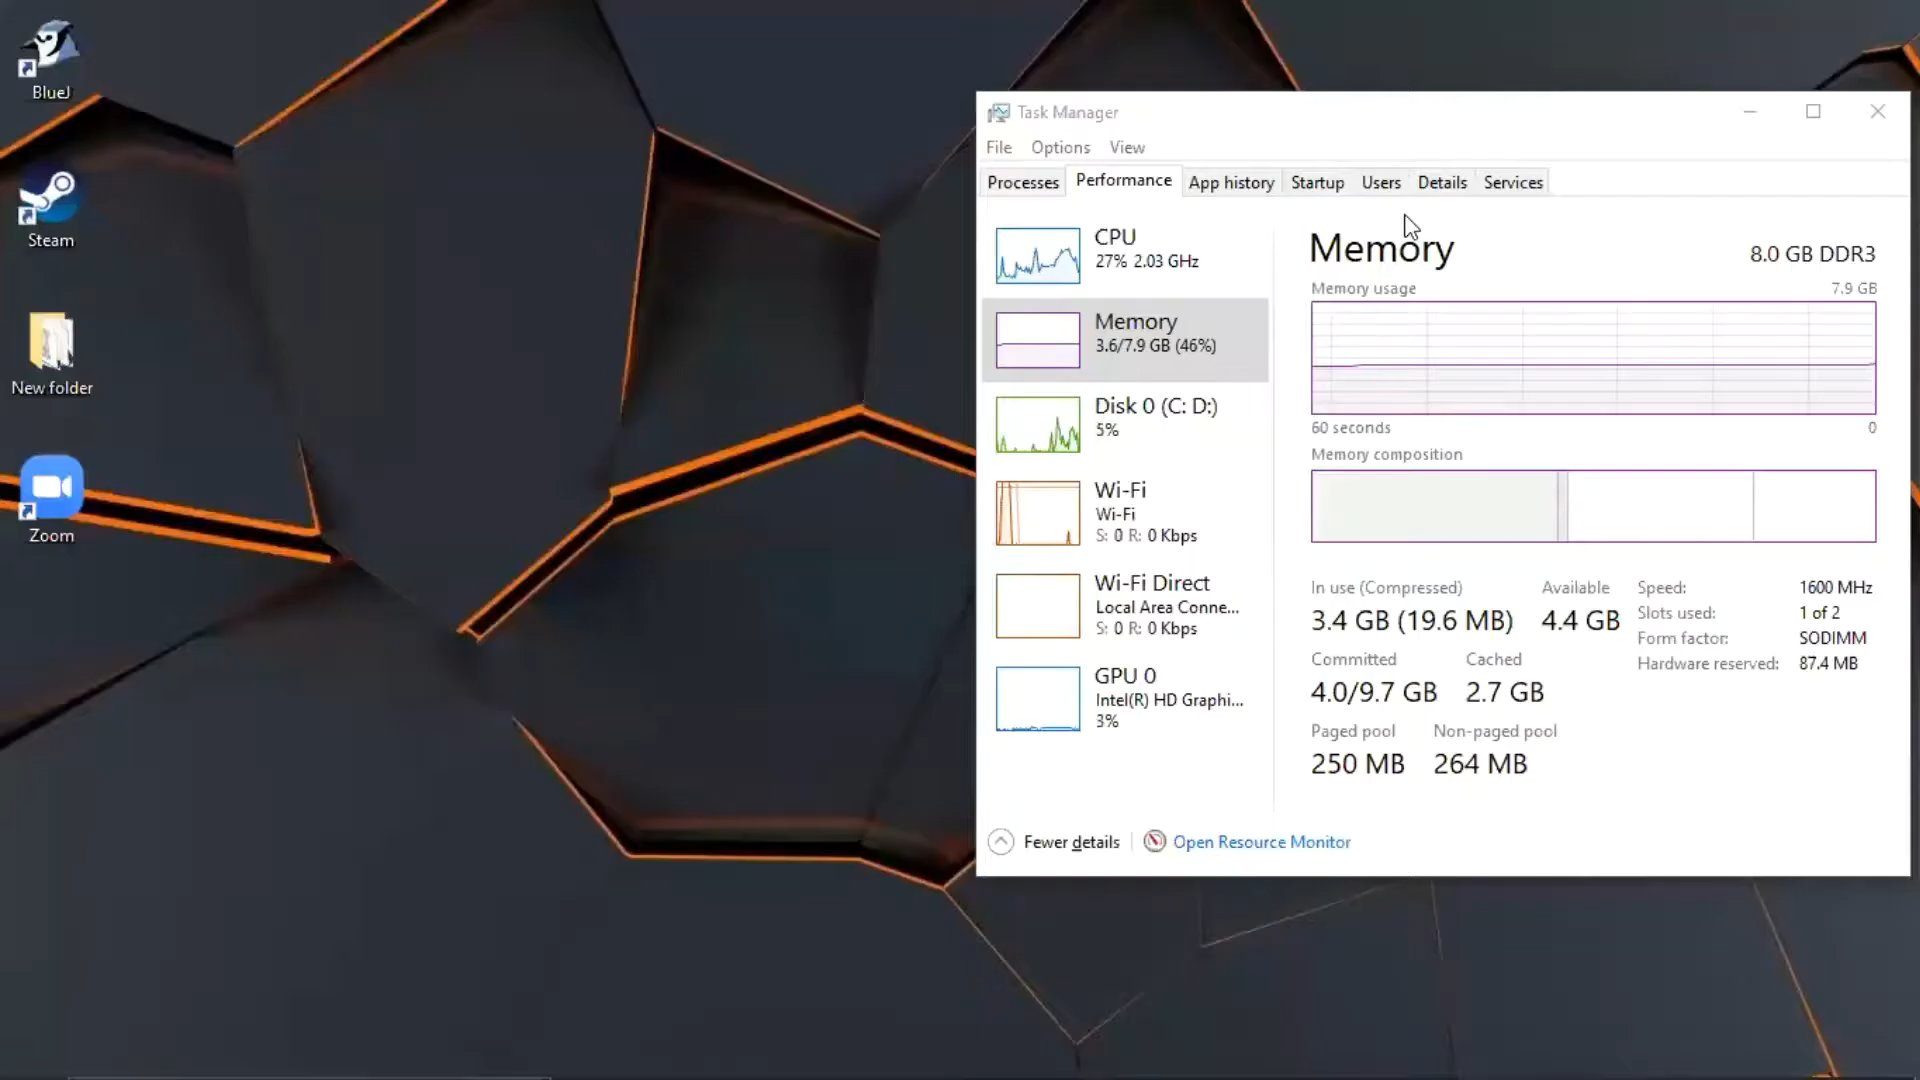 BlueJ
Steam
New folder
Zoom
Task Manager
File Options View
Processes Performance App history Startup Users Details Services
CPU
27% 2.03 GHz
Memory
3.6/7.9 GB (46%)
Disk 0 (C: D:)
5%
Wi-Fi
Wi-Fi
S: 0 R: 0 Kbps
Wi-Fi Direct
Local Area Conne...
S: 0 R: 0 Kbps
GPU 0
Intel(R) HD Graphi...
3%
Memory 8.0 GB DDR3
Memory usage 7.9 GB
60 seconds 0
Memory composition
In use (Compressed) Available
3.4 GB (19.6 MB) 4.4 GB
Committed Cached
4.0/9.7 GB 2.7 GB
Paged pool Non-paged pool
250 MB 264 MB
Speed: 1600 MHz
Slots used: 1 of 2
Form factor: SODIMM
Hardware reserved: 87.4 MB
Fewer details Open Resource Monitor